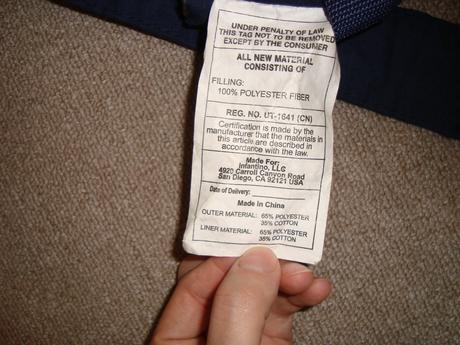 UNDER PENALTY OF LAW
THIS TAG NOT TO BE REMOVED
EXCEPT BY THE CONSUMER
ALL NEW MATERIAL
CONSISTING OF
FILLING:
100% POLYESTER FIBER
REG. NO. UT-1641 (CN)
Certification is made by the
manufacturer that the materials in
this article are described in
accordance with the law.
Made For:
Infantino, LLC
4920 Carroll Canyon Road
San Diego, CA 92121 USA
Date of Delivery:
Made in China
OUTER MATERIAL: 65% POLYESTER
35% COTTON
LINER MATERIAL: 65% POLYESTER
35% COTTON